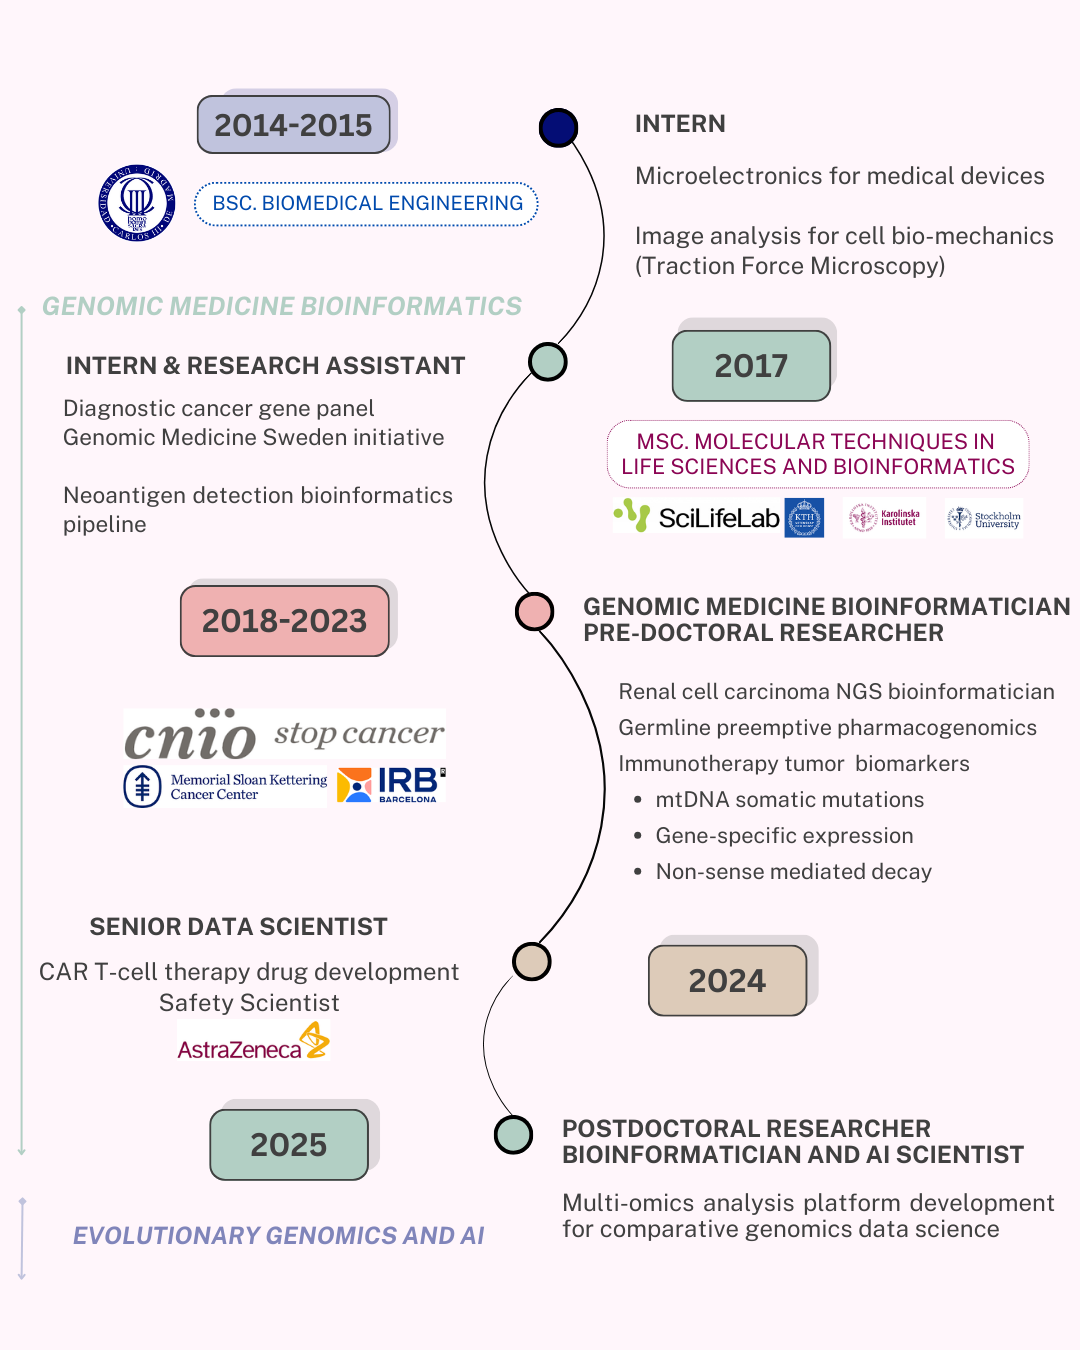 2014-2015
INTERN
Microelectronics for medical devices
UNIVERSIDAD · CARLOS III · DE MADRID
BSC. BIOMEDICAL ENGINEERING
Image analysis for cell bio-mechanics
(Traction Force Microscopy)
GENOMIC MEDICINE BIOINFORMATICS
INTERN & RESEARCH ASSISTANT
2017
Diagnostic cancer gene panel
Genomic Medicine Sweden initiative
Neoantigen detection bioinformatics
pipeline
MSC. MOLECULAR TECHNIQUES IN
LIFE SCIENCES AND BIOINFORMATICS
SciLifeLab
KTH
Karolinska
Institutet
Stockholm
University
2018-2023
GENOMIC MEDICINE BIOINFORMATICIAN
PRE-DOCTORAL RESEARCHER
cnio stop cancer
Memorial Sloan Kettering
Cancer Center
IRB
BARCELONA
Renal cell carcinoma NGS bioinformatician
Germline preemptive pharmacogenomics
Immunotherapy tumor biomarkers
• mtDNA somatic mutations
• Gene-specific expression
• Non-sense mediated decay
SENIOR DATA SCIENTIST
CAR T-cell therapy drug development
Safety Scientist
AstraZeneca
2024
2025
POSTDOCTORAL RESEARCHER
BIOINFORMATICIAN AND AI SCIENTIST
Multi-omics analysis platform development
for comparative genomics data science
EVOLUTIONARY GENOMICS AND AI